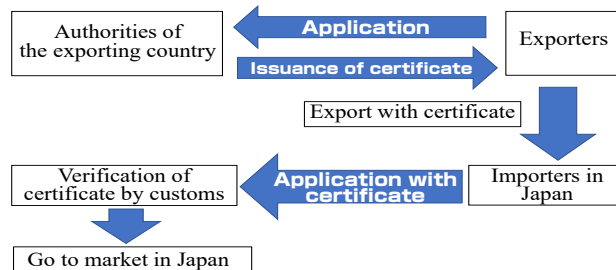 Authorities of
the exporting country
Application
Exporters
Issuance of certificate
Export with certificate
Verification of
certificate by customs
Application with
certificate
Importers in
Japan
Go to market in Japan